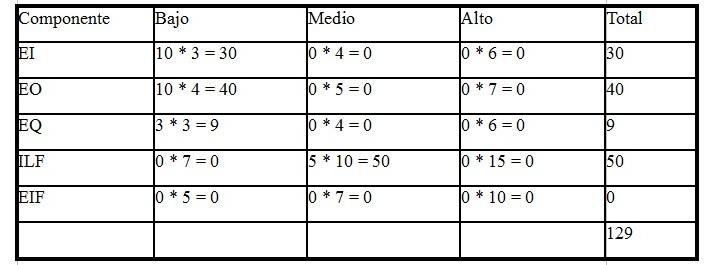 Componente Bajo Medio Alto Total
EI 10 * 3 = 30 0 * 4 = 0 0 * 6 = 0 30
EO 10 * 4 = 40 0 * 5 = 0 0 * 7 = 0 40
EQ 3 * 3 = 9 0 * 4 = 0 0 * 6 = 0 9
ILF 0 * 7 = 0 5 * 10 = 50 0 * 15 = 0 50
EIF 0 * 5 = 0 0 * 7 = 0 0 * 10 = 0 0
129